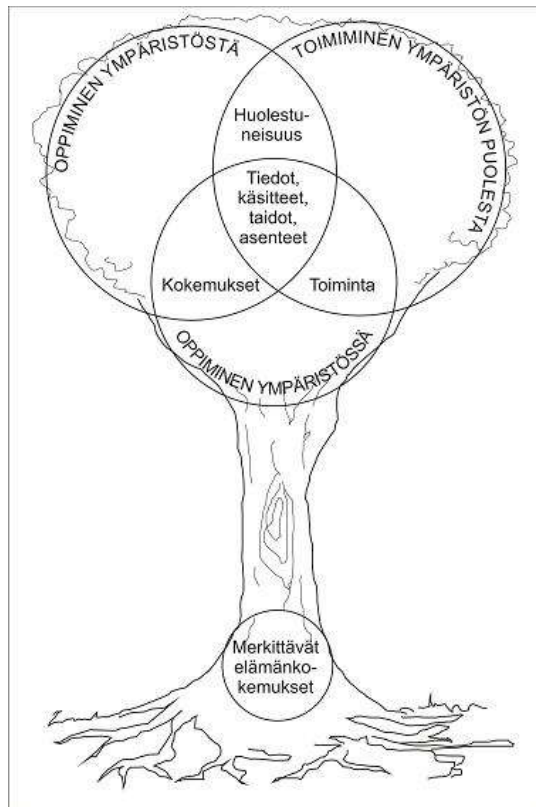 OPPIMINEN YMPÄRISTÖSTÄ
TOIMIMINEN YMPÄRISTÖN PUOLESTA
Huolestu-
neisuus
Tiedot,
käsitteet,
taidot,
asenteet
Kokemukset
Toiminta
OPPIMINEN YMPÄRISTÖSSÄ
Merkittävät
elämänko-
kemukset